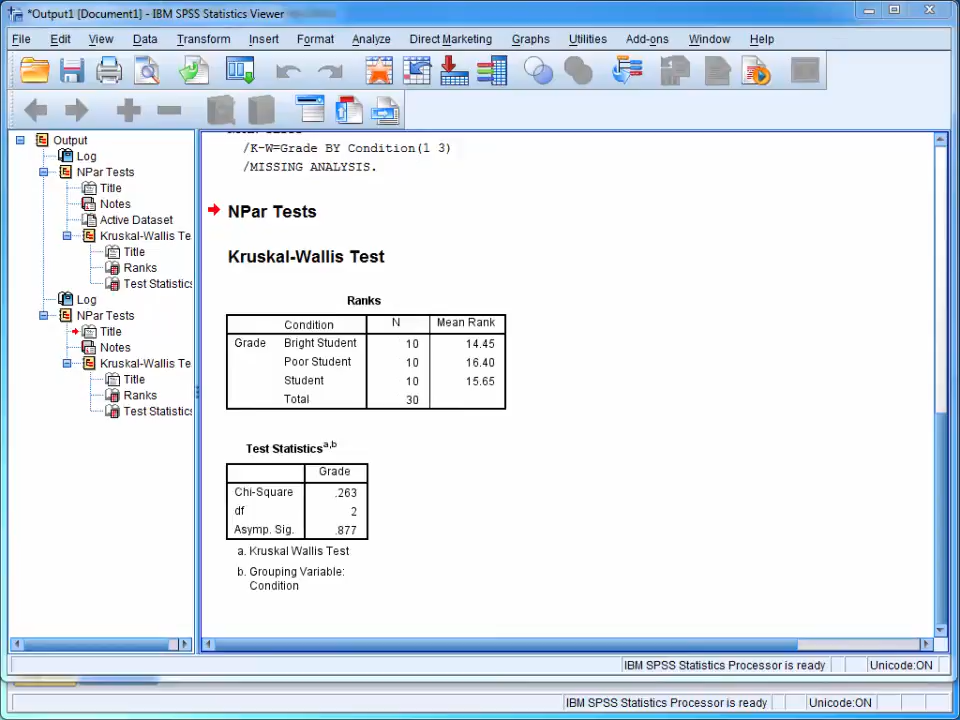 *Output1 [Document1] - IBM SPSS Statistics Viewer
File Edit View Data Transform Insert Format Analyze Direct Marketing Graphs Utilities Add-ons Window Help
Output
Log
NPar Tests
Title
Notes
Active Dataset
Kruskal-Wallis Te
Title
Ranks
Test Statistics
Log
NPar Tests
Title
Notes
Kruskal-Wallis Te
Title
Ranks
Test Statistics
/K-W=Grade BY Condition(1 3)
/MISSING ANALYSIS.
NPar Tests
Kruskal-Wallis Test
Ranks
Condition N Mean Rank
Grade Bright Student 10 14.45
Poor Student 10 16.40
Student 10 15.65
Total 30
Test Statisticsa,b
Grade
Chi-Square .263
df 2
Asymp. Sig. .877
a. Kruskal Wallis Test
b. Grouping Variable:
Condition
IBM SPSS Statistics Processor is ready Unicode:ON
IBM SPSS Statistics Processor is ready Unicode:ON